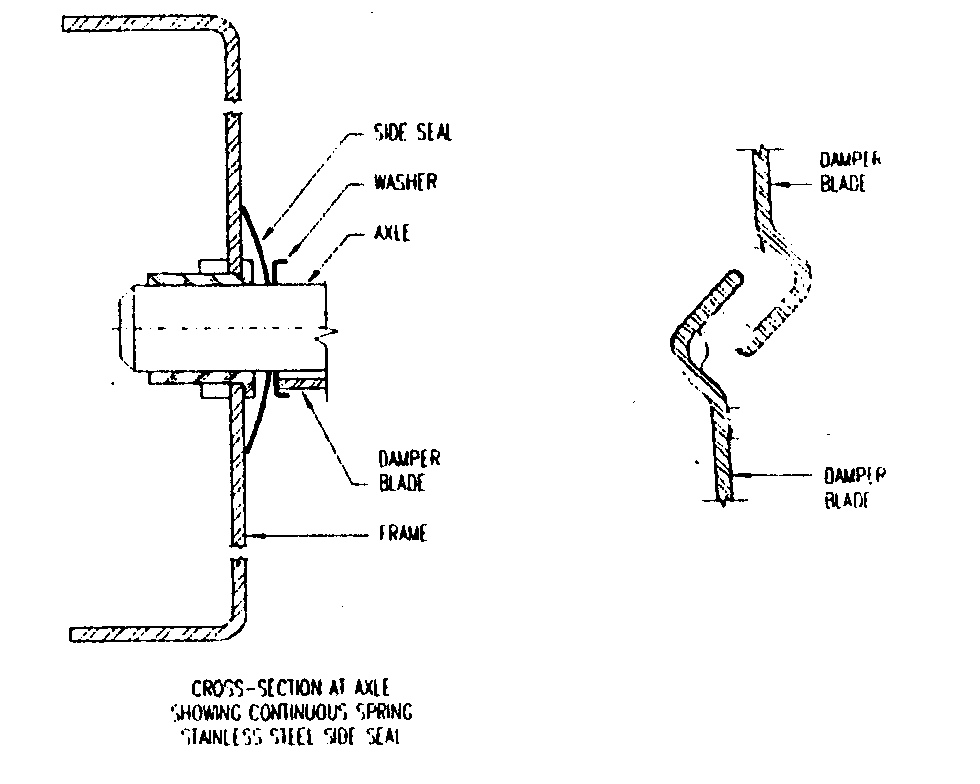 SIDE SEAL
WASHER
AXLE
DAMPER
BLADE
FRAME
CROSS-SECTION AT AXLE
SHOWING CONTINUOUS SPRING
STAINLESS STEEL SIDE SEAL
DAMPER
BLADE
DAMPER
BLADE